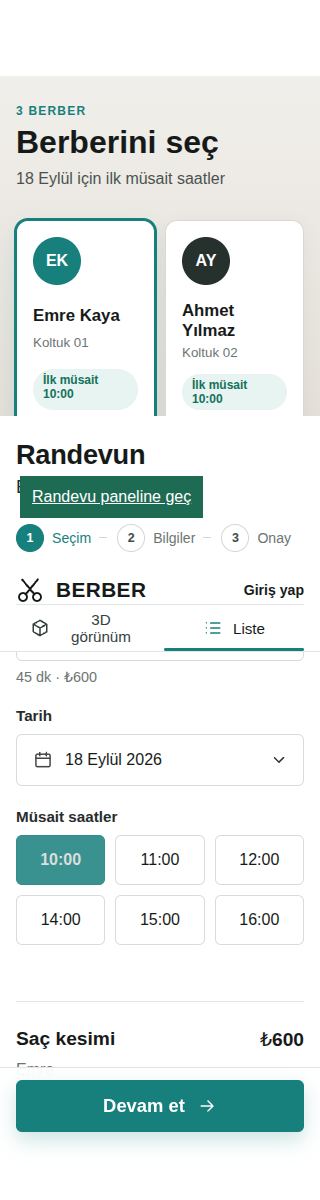 3 BERBER
Berberini seç
18 Eylül için ilk müsait saatler
EK
Emre Kaya
Koltuk 01
İlk müsait
10:00
AY
Ahmet
Yılmaz
Koltuk 02
İlk müsait
10:00
Randevun
Randevu paneline geç
1 Seçim
2 Bilgiler
3 Onay
BERBER
Giriş yap
3D
görünüm
Liste
45 dk · ₺600
Tarih
18 Eylül 2026
Müsait saatler
10:00 11:00 12:00
14:00 15:00 16:00
Saç kesimi ₺600
Devam et